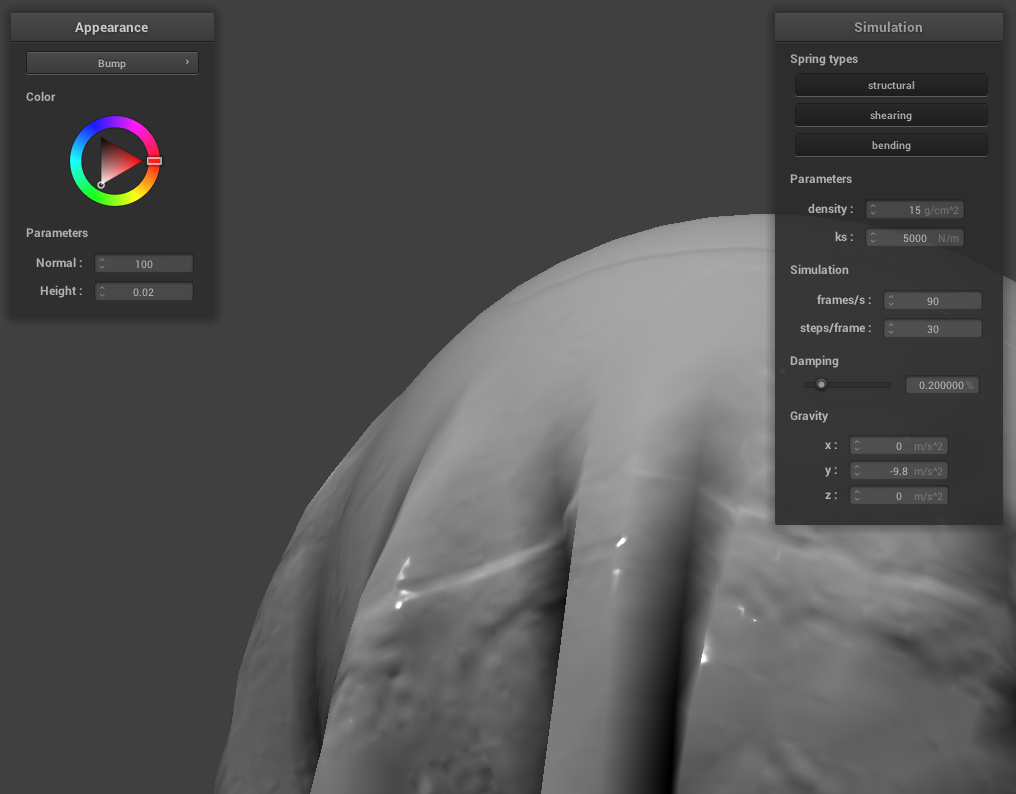 Appearance
Bump
Color
Parameters
Normal : 100
Height : 0.02
Simulation
Spring types
structural
shearing
bending
Parameters
density : 15 g/cm^2
ks : 5000 N/m
Simulation
frames/s : 90
steps/frame : 30
Damping
0.200000 %
Gravity
x : 0 m/s^2
y : -9.8 m/s^2
z : 0 m/s^2